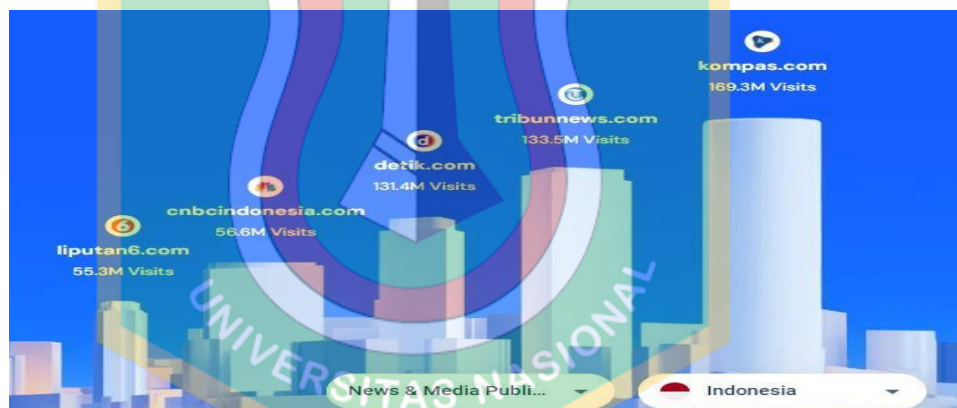 kompas.com
169.3M Visits
tribunnews.com
133.5M Visits
detik.com
131.4M Visits
cnbcindonesia.com
56.6M Visits
liputan6.com
55.3M Visits
UNIVERSITAS NASIONAL
News & Media Publi...
Indonesia